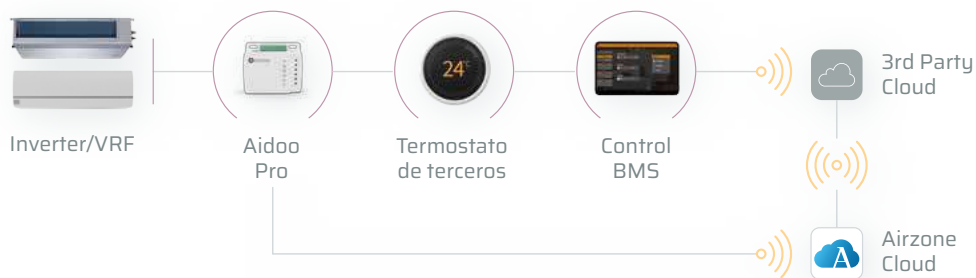 24°C
3rd Party
Cloud
Inverter/VRF
Aidoo
Pro
Termostato
de terceros
Control
BMS
Airzone
Cloud